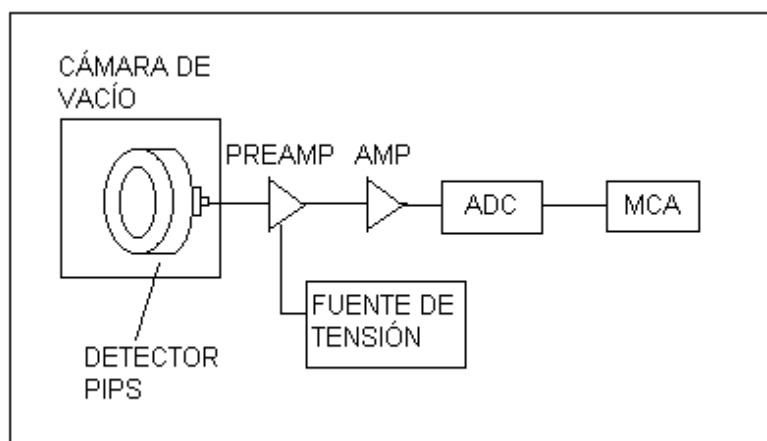 CÁMARA DE
VACÍO
PREAMP
AMP
ADC
MCA
FUENTE DE
TENSIÓN
DETECTOR
PIPS